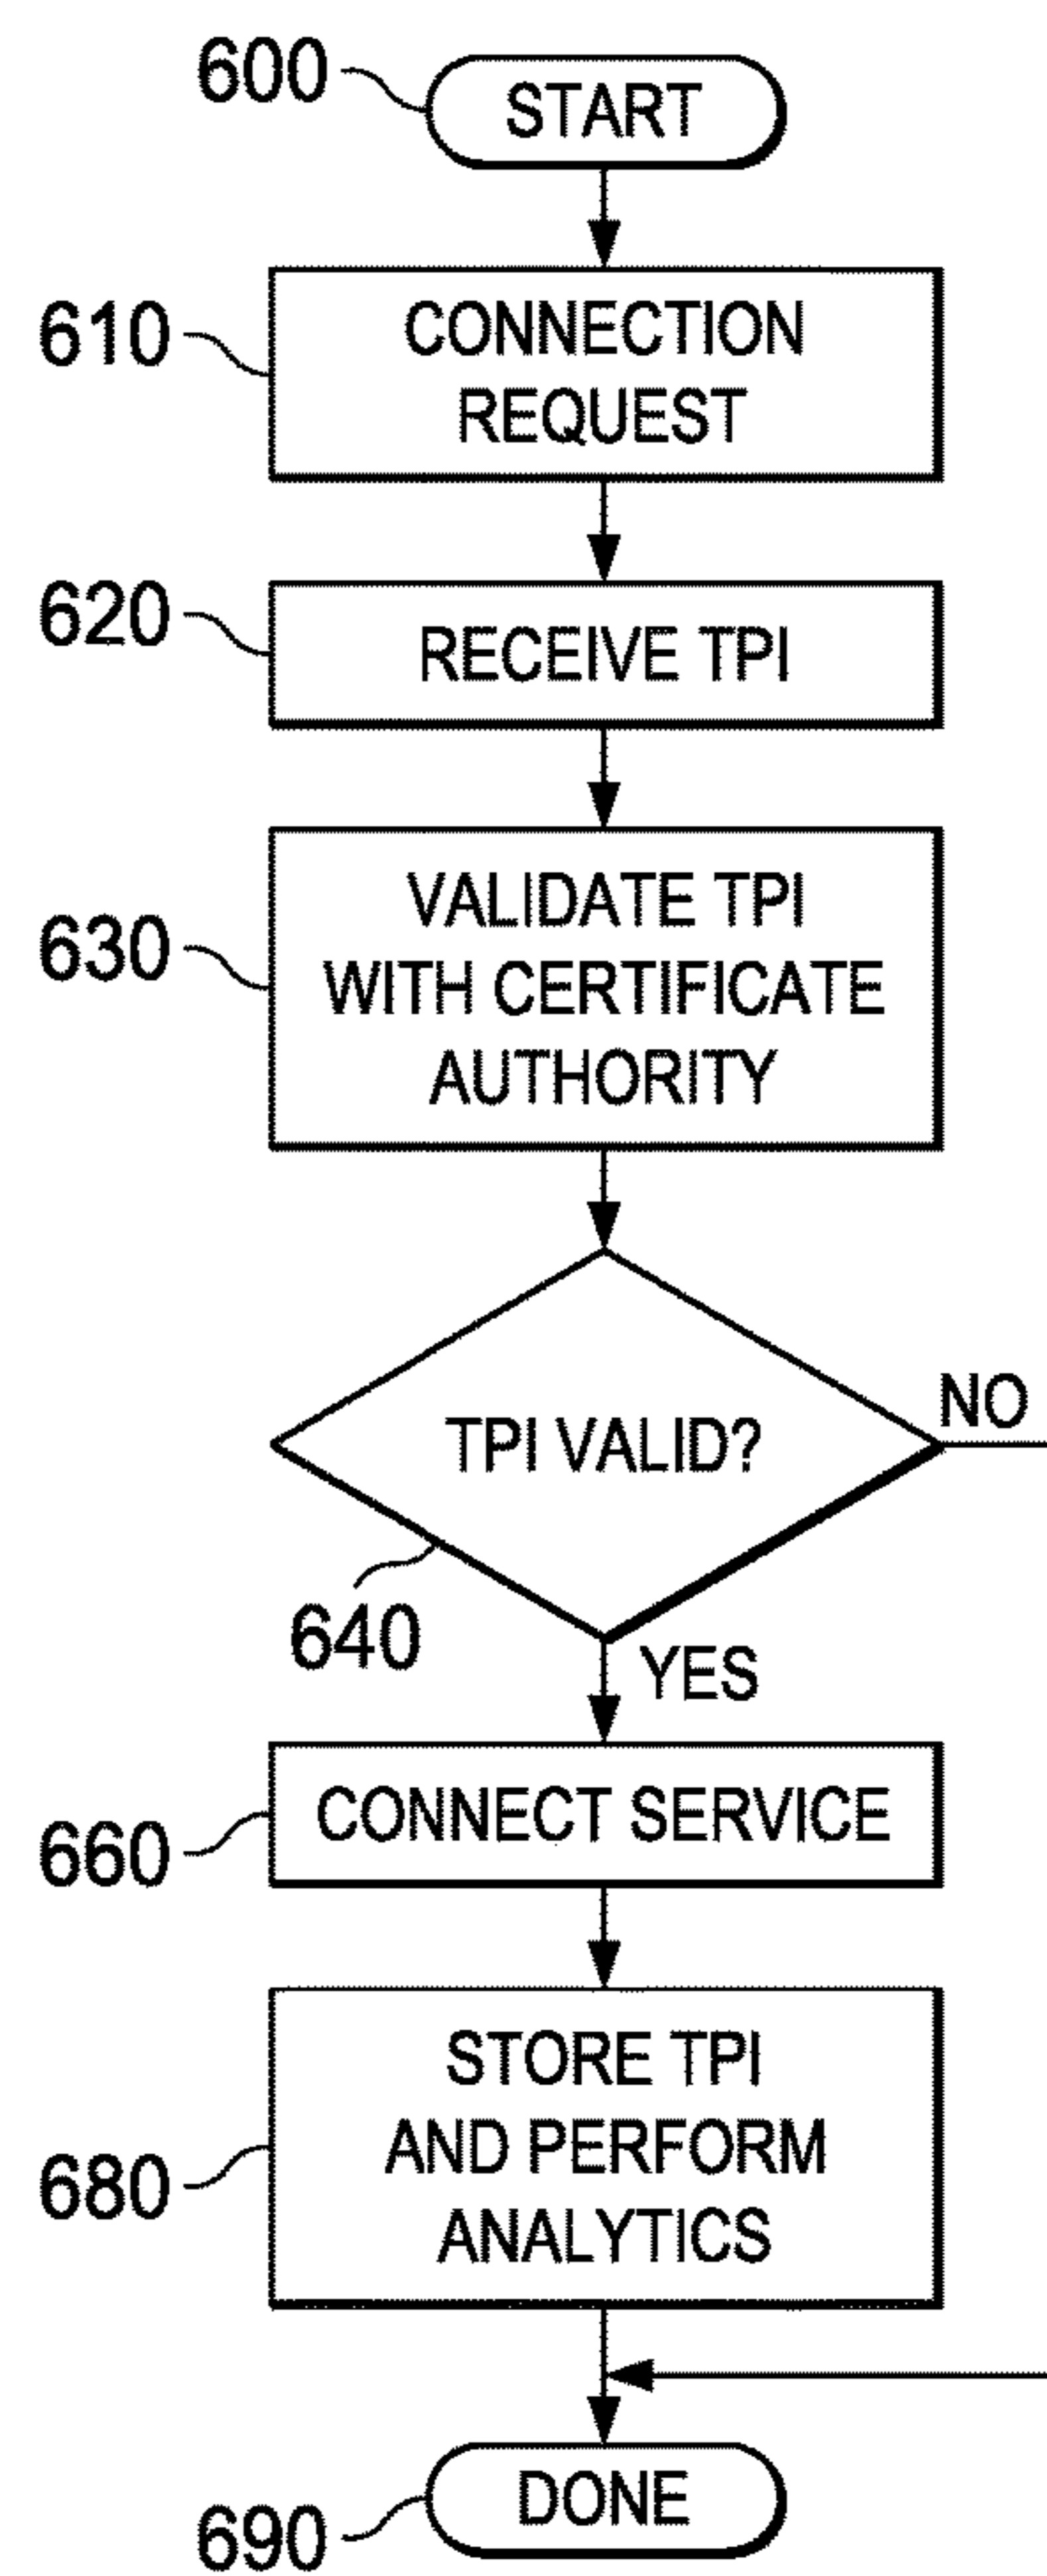 600
START
610
CONNECTION
REQUEST
620
RECEIVE TPI
630
VALIDATE TPI
WITH CERTIFICATE
AUTHORITY
TPI VALID?
NO
640
YES
660
CONNECT SERVICE
680
STORE TPI
AND PERFORM
ANALYTICS
690
DONE